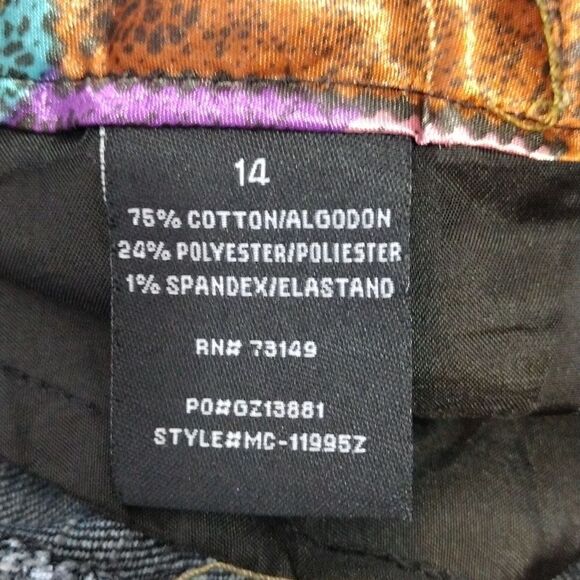 14
75% COTTON/ALGODON
24% POLYESTER/POLIESTER
1% SPANDEX/ELASTANO
RN# 73149
PO#GZ13881
STYLE#MC-11995Z